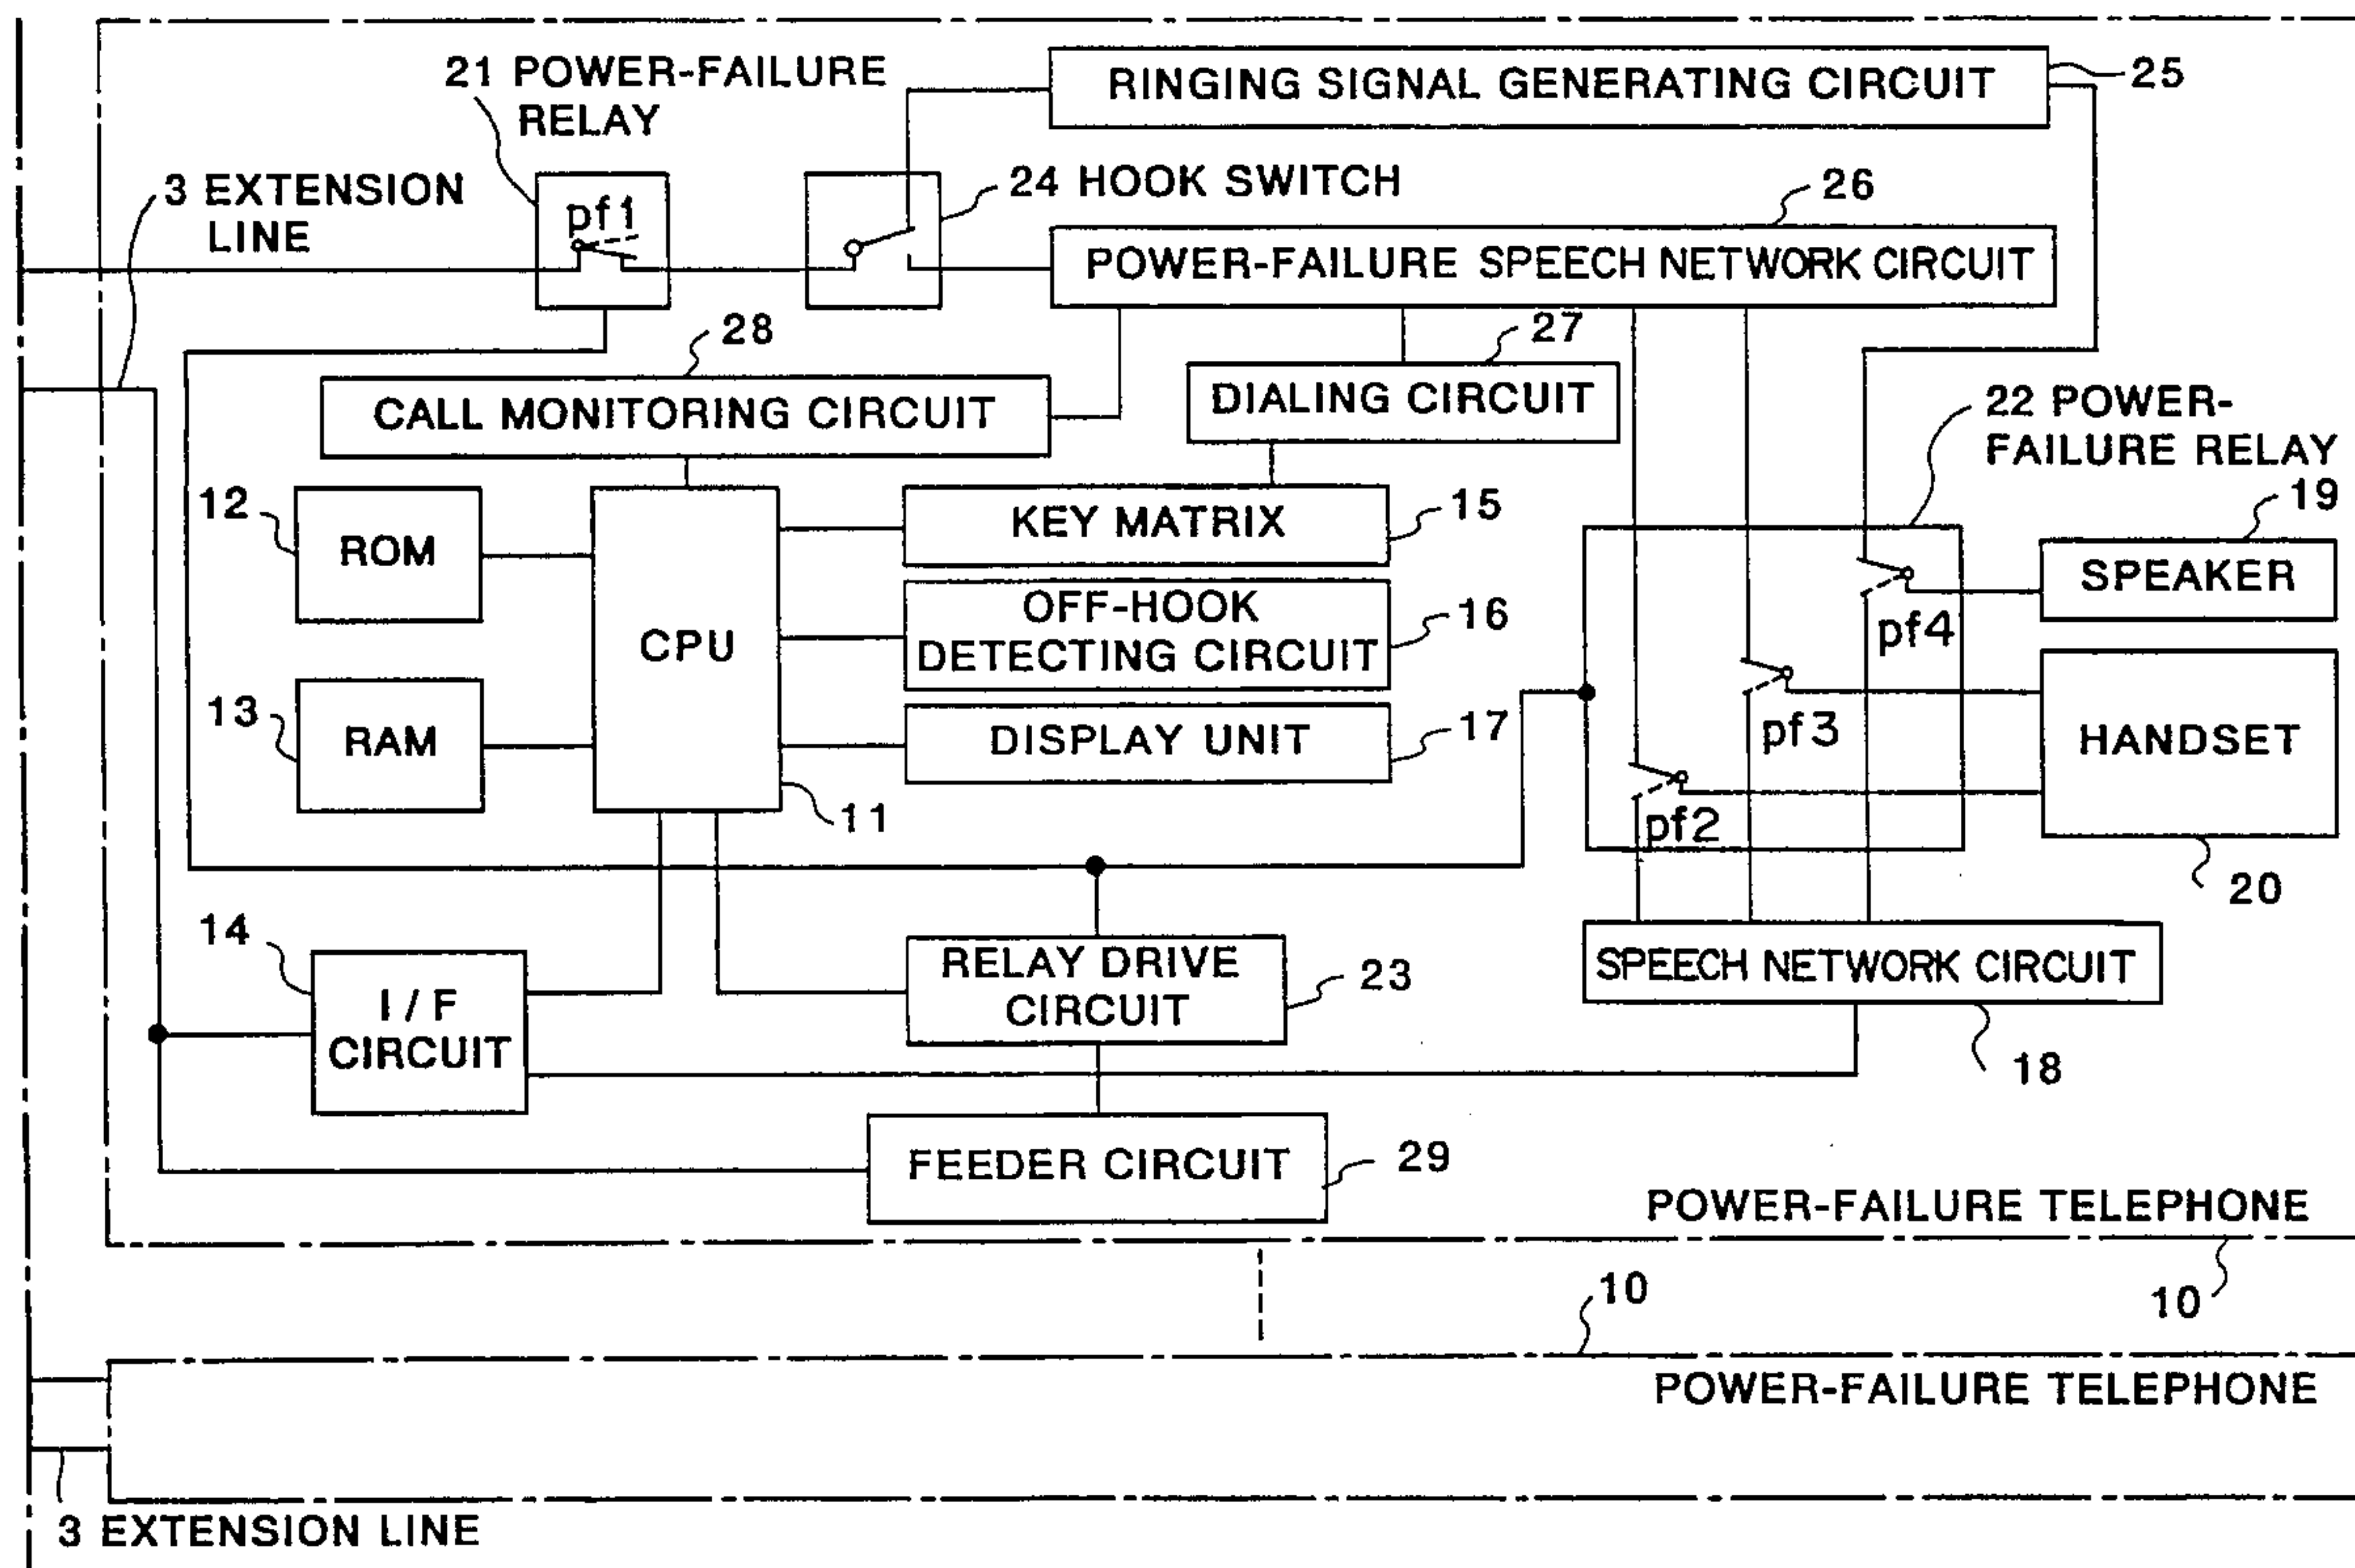 21 POWER-FAILURE
RELAY
RINGING SIGNAL GENERATING CIRCUIT
25
3 EXTENSION
LINE
pf1
24 HOOK SWITCH
26
POWER-FAILURE SPEECH NETWORK CIRCUIT
28
27
CALL MONITORING CIRCUIT
DIALING CIRCUIT
22 POWER-
FAILURE RELAY
12
ROM
KEY MATRIX
15
19
SPEAKER
CPU
OFF-HOOK
DETECTING CIRCUIT
16
pf4
13
RAM
DISPLAY UNIT
17
pf3
HANDSET
11
pf2
20
14
I / F
CIRCUIT
RELAY DRIVE
CIRCUIT
23
SPEECH NETWORK CIRCUIT
18
FEEDER CIRCUIT
29
POWER-FAILURE TELEPHONE
10
10
POWER-FAILURE TELEPHONE
3 EXTENSION LINE